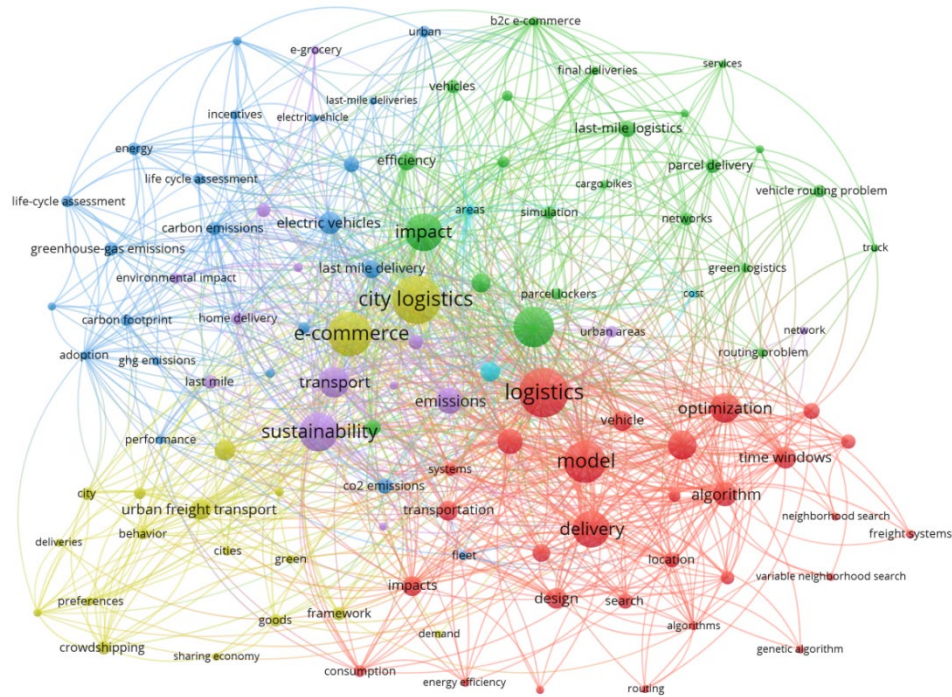 b2c e-commerce
urban
e-grocery
services
final deliveries
vehicles
last-mile deliveries
incentives
electric vehicle
last-mile logistics
energy
efficiency
parcel delivery
life cycle assessment
cargo bikes
vehicle routing problem
life-cycle assessment
areas
simulation
networks
electric vehicles
carbon emissions
impact
greenhouse-gas emissions
truck
last mile delivery
green logistics
environmental impact
parcel lockers
cost
city logistics
home delivery
carbon footprint
network
urban areas
e-commerce
routing problem
adoption
ghg emissions
last mile
transport
logistics
emissions
optimization
vehicle
sustainability
performance
time windows
model
systems
co2 emissions
city
algorithm
urban freight transport
transportation
neighborhood search
delivery
freight systems
behavior
deliveries
cities
green
fleet
location
variable neighborhood search
impacts
design
search
preferences
framework
goods
algorithms
demand
crowdshipping
genetic algorithm
sharing economy
consumption
energy efficiency
routing